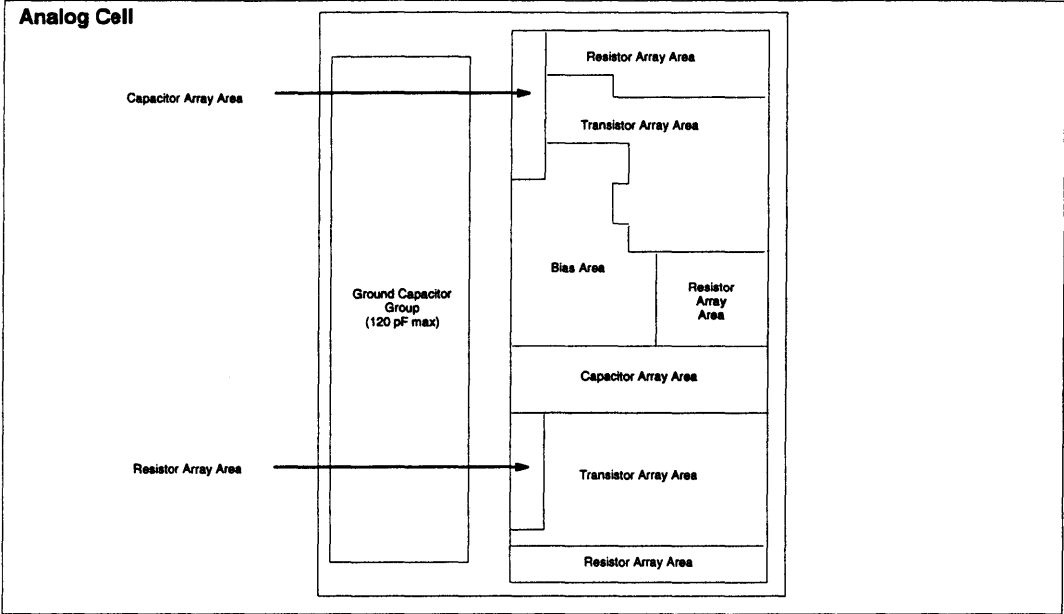 Analog Cell
Resistor Array Area
Capacitor Array Area
Transistor Array Area
Bias Area
Resistor
Array
Area
Ground Capacitor
Group
(120 pF max)
Capacitor Array Area
Resistor Array Area
Transistor Array Area
Resistor Array Area